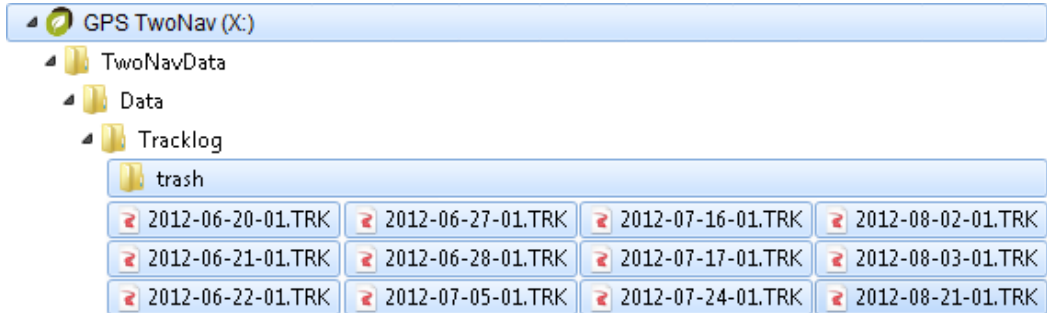 GPS TwoNav (X:)
TwoNavData
Data
Tracklog
trash
2012-06-20-01.TRK 2012-06-27-01.TRK 2012-07-16-01.TRK 2012-08-02-01.TRK
2012-06-21-01.TRK 2012-06-28-01.TRK 2012-07-17-01.TRK 2012-08-03-01.TRK
2012-06-22-01.TRK 2012-07-05-01.TRK 2012-07-24-01.TRK 2012-08-21-01.TRK